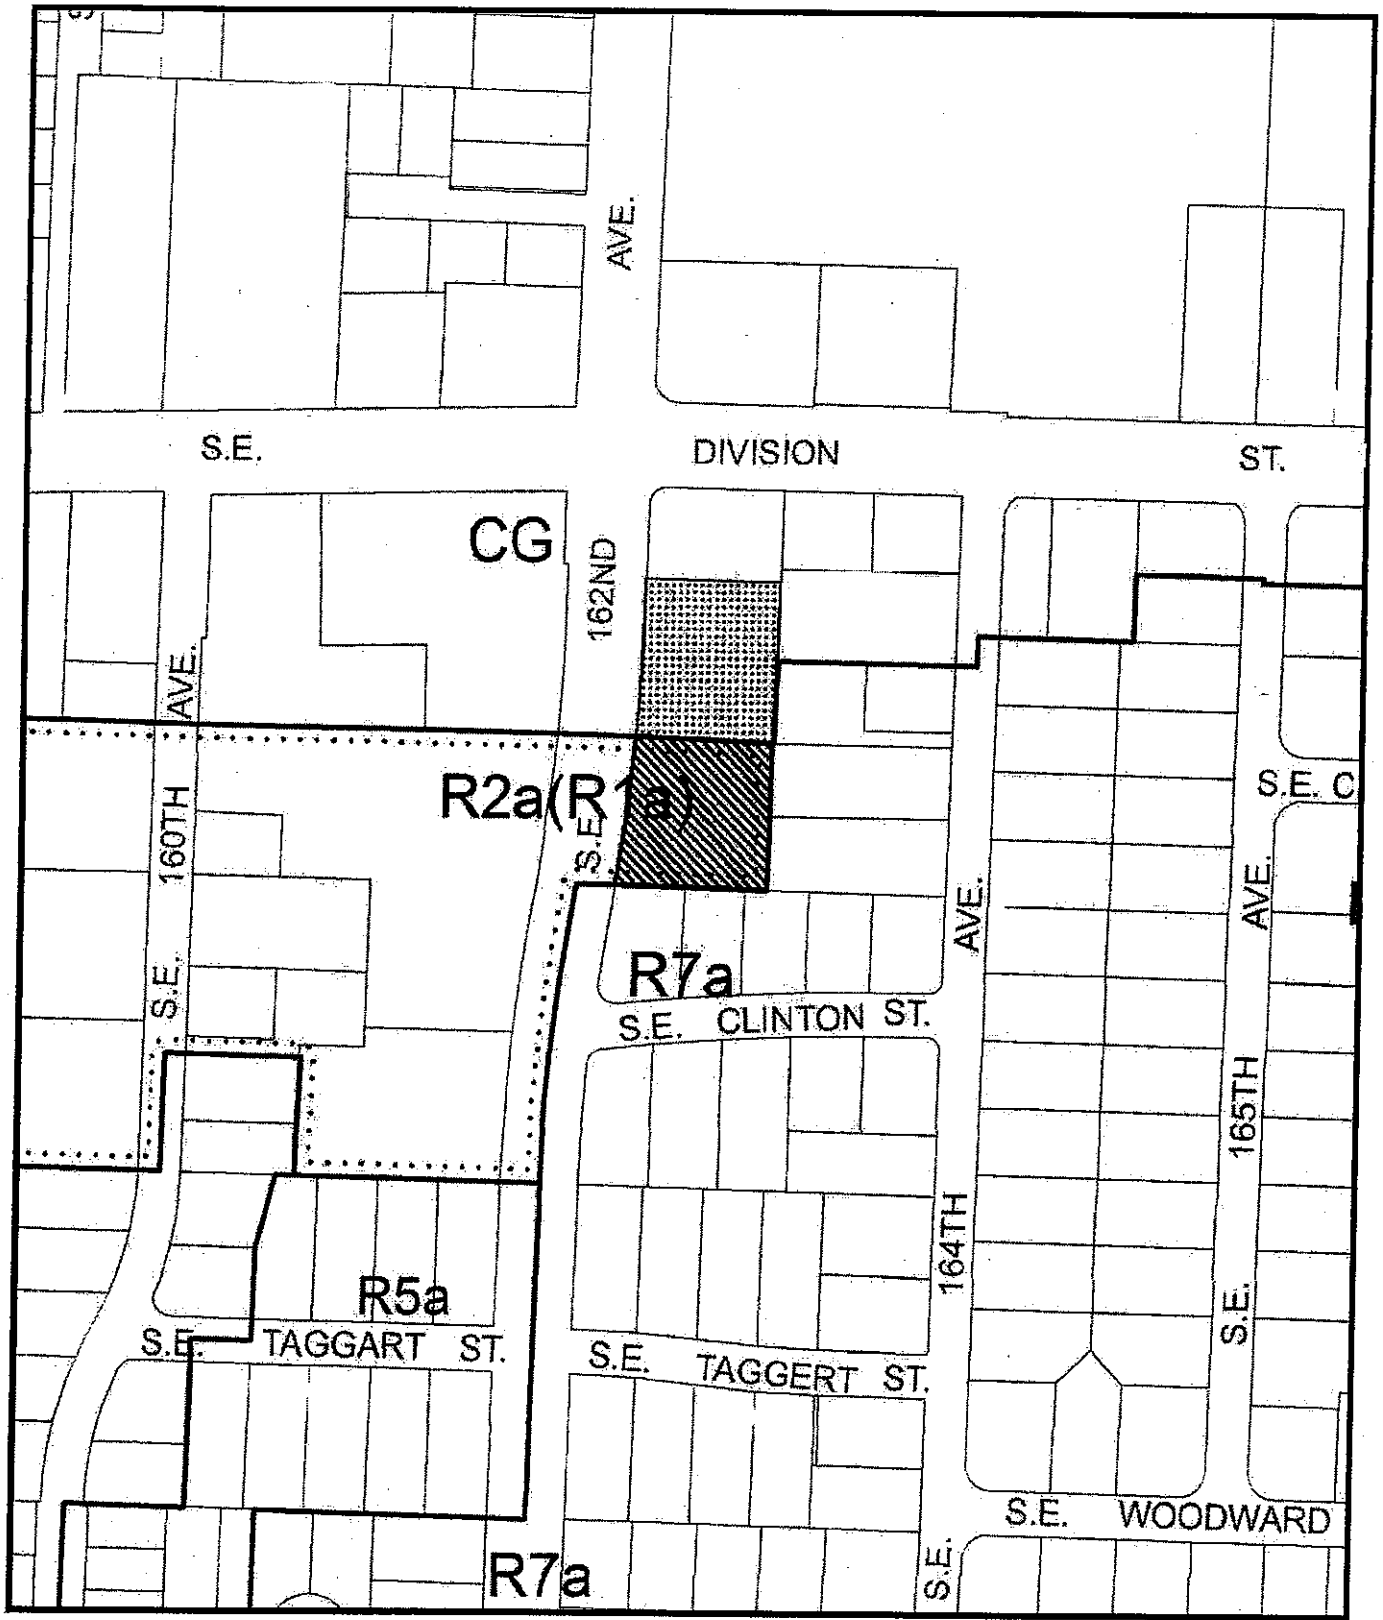 S
AVE.
S.E. DIVISION ST.
CG
162ND
AVE.
R2a(R1a)
S.E.
160TH
S.E.
S.E. C
AVE.
AVE.
R7a
S.E. CLINTON ST.
165TH
164TH
S.E.
R5a
S.E. TAGGART ST.
S.E. TAGGERT ST.
S.E. WOODWARD
S.E.
R7a